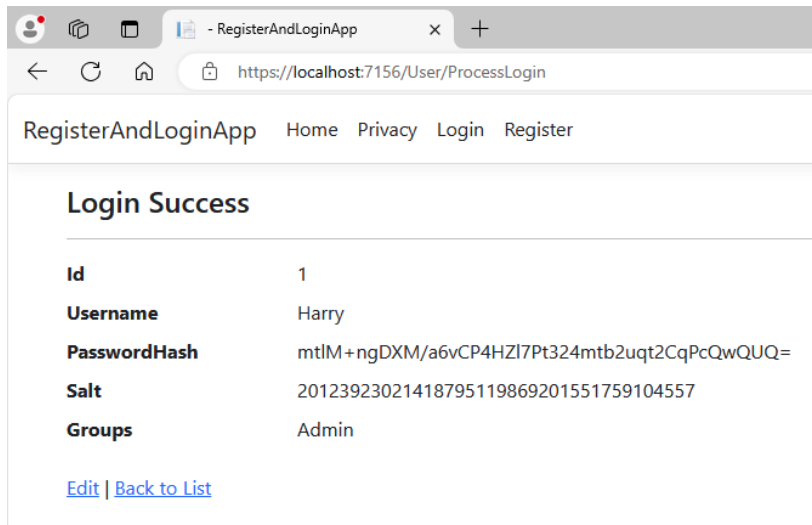 - RegisterAndLoginApp
https://localhost:7156/User/ProcessLogin
RegisterAndLoginApp Home Privacy Login Register
Login Success
Id 1
Username Harry
PasswordHash mtlM+ngDXM/a6vCP4HZl7Pt324mtb2uqt2CqPcQwQUQ=
Salt 20123923021418795119869201551759104557
Groups Admin
Edit | Back to List